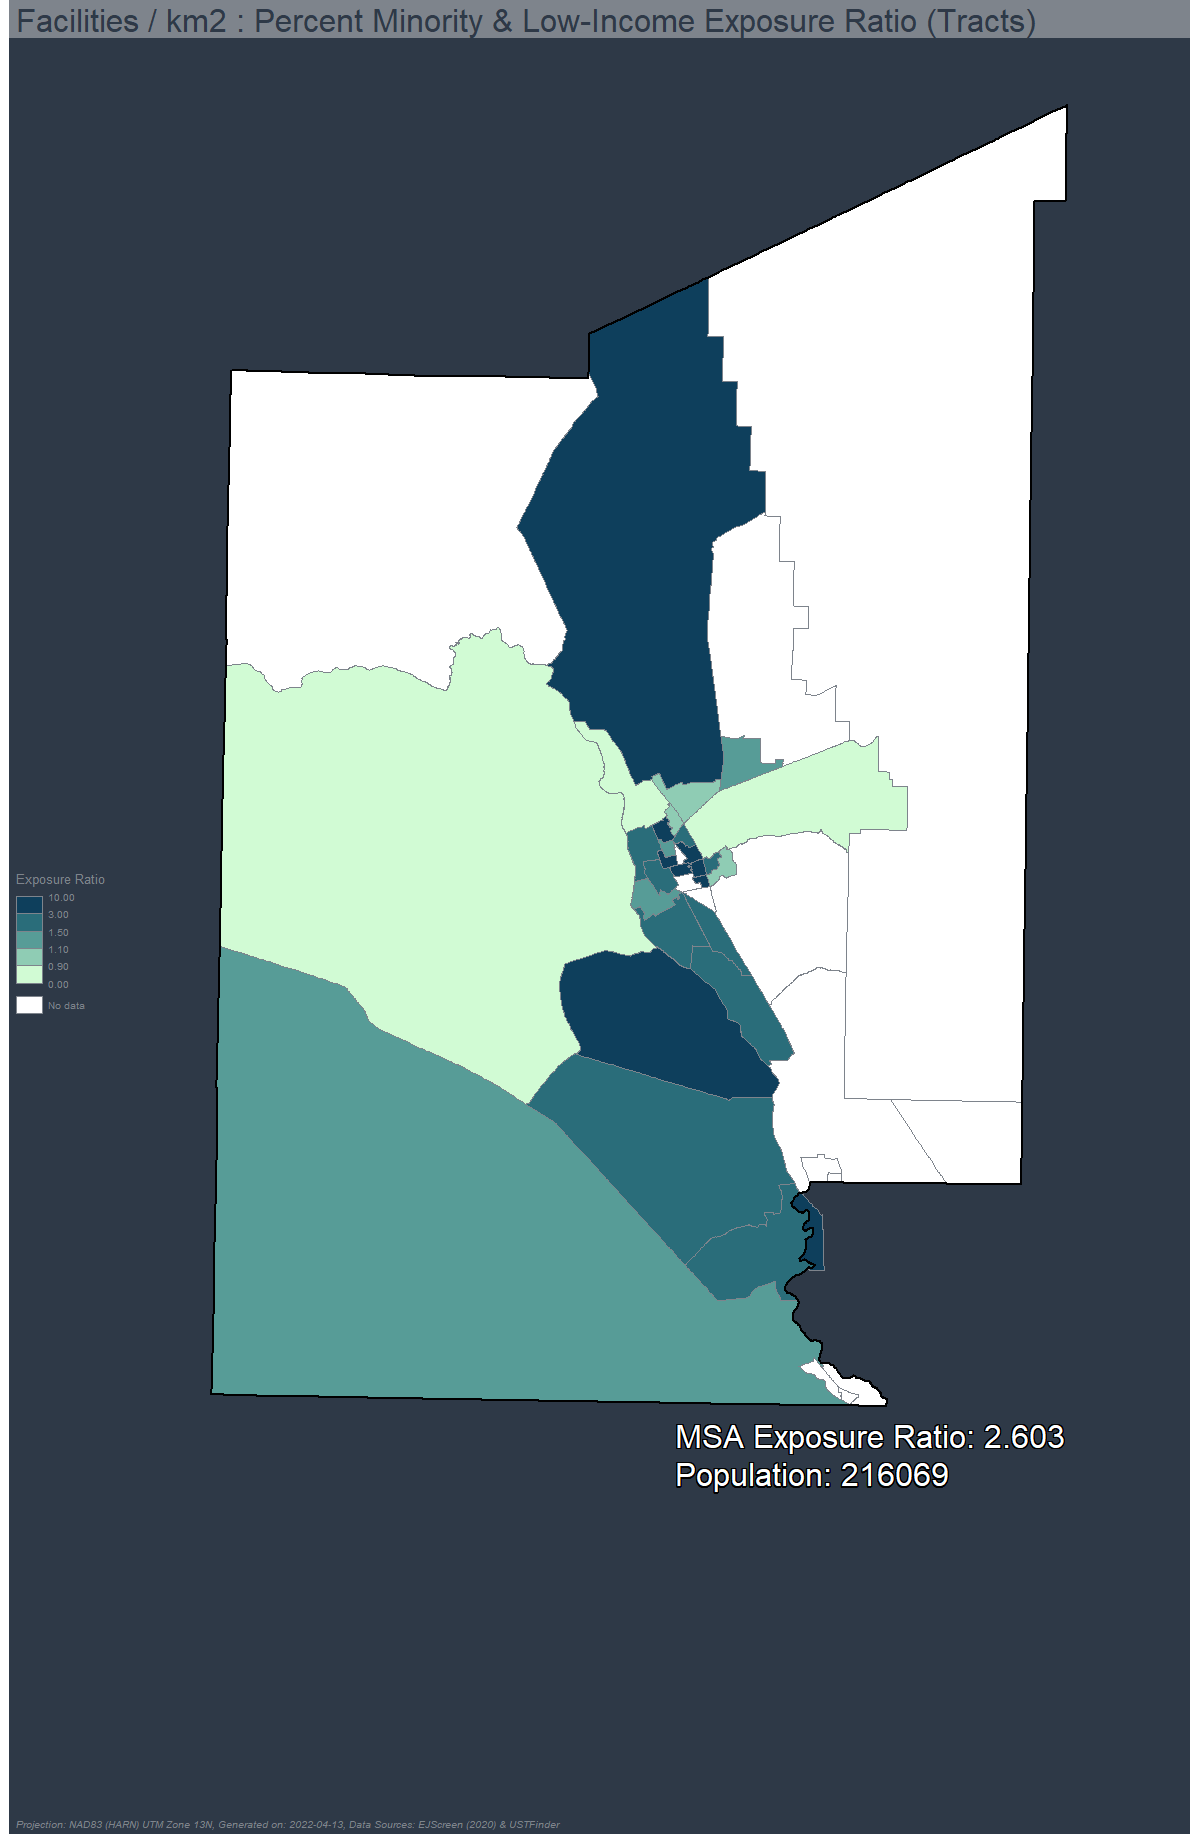 Facilities / km2 : Percent Minority & Low-Income Exposure Ratio (Tracts)
Exposure Ratio
10.00
3.00
1.50
1.10
0.90
0.00
No data
MSA Exposure Ratio: 2.603
Population: 216069
Projection: NAD83 (HARN) UTM Zone 13N, Generated on: 2022-04-13, Data Sources: EJScreen (2020) & USTFinder